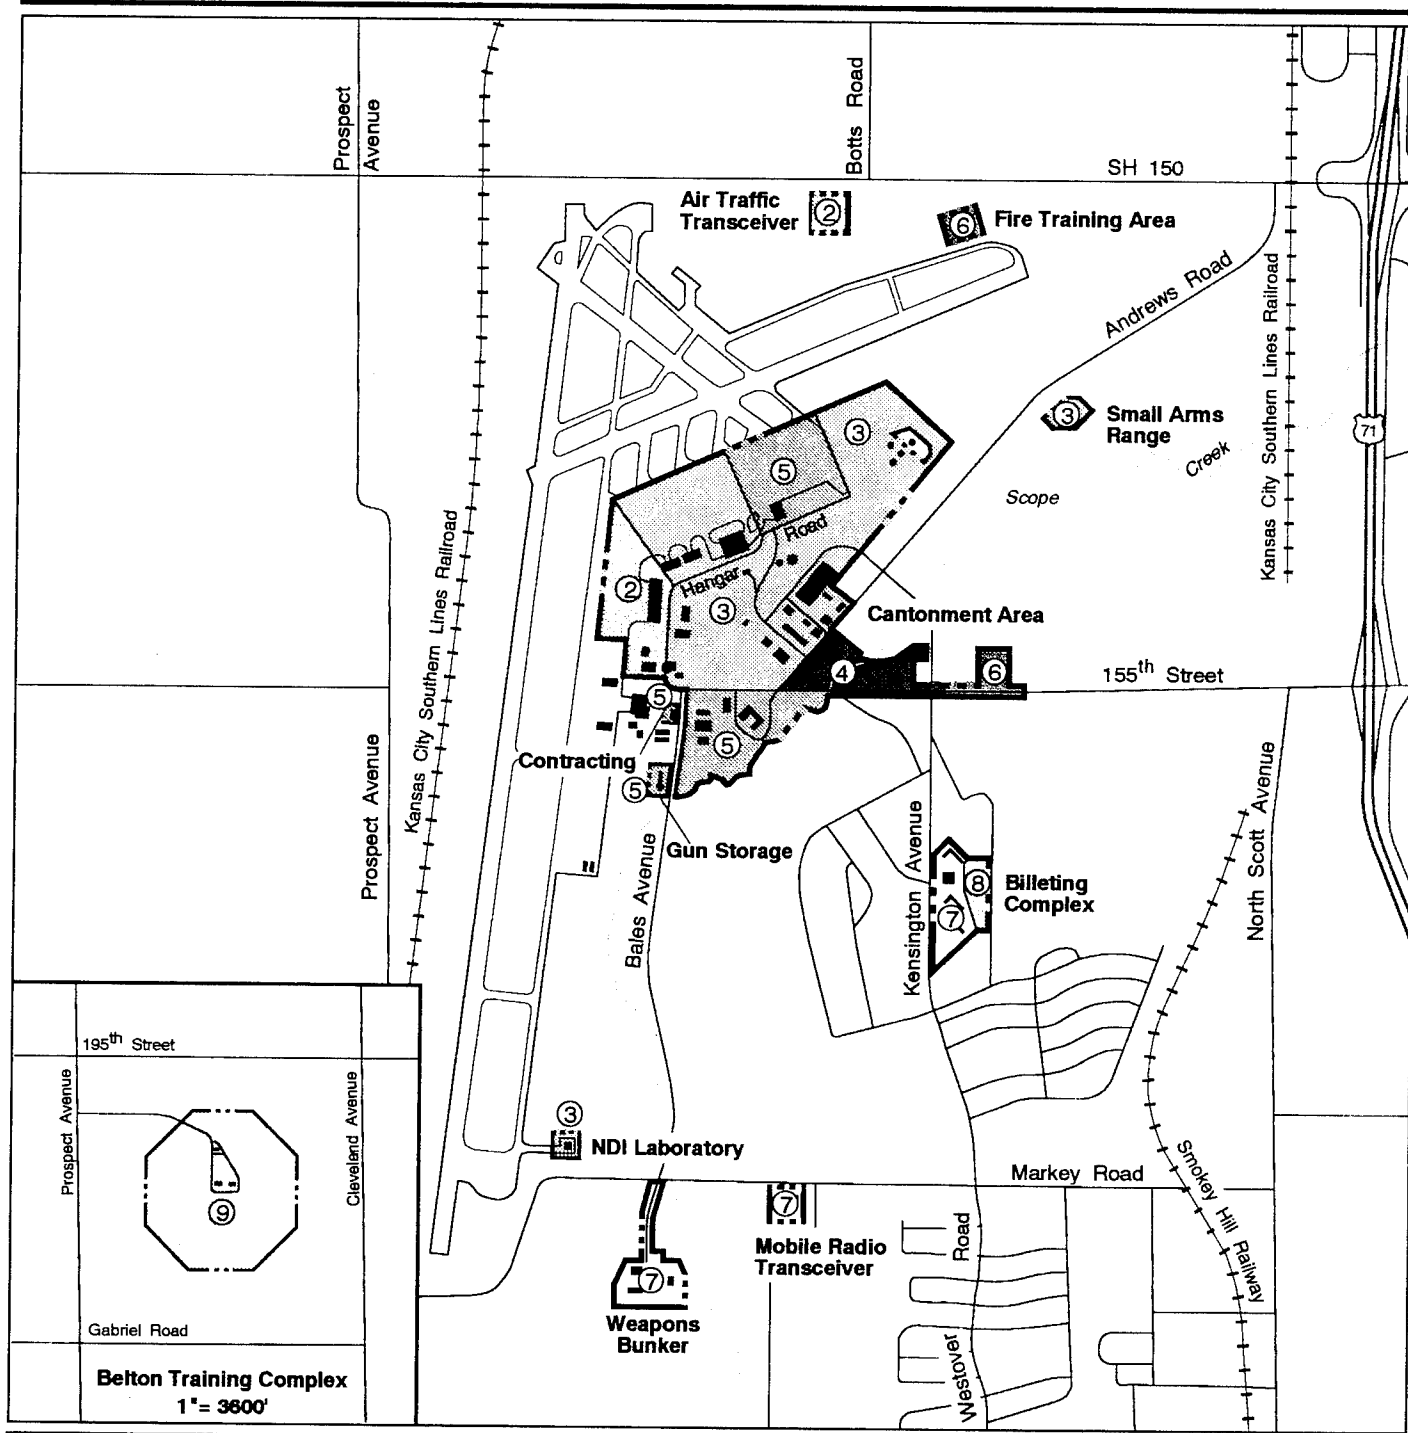 Prospect
Avenue
Botts Road
SH 150
Air Traffic
Transceiver
2
6
Fire Training Area
Andrews Road
Kansas City Southern Lines Railroad
71
3
Small Arms
Range
Scope Creek
3
5
Kansas City Southern Lines Railroad
Hangar Road
2
3
Cantonment Area
4
6
155th Street
5
5
Contracting
5
Gun Storage
Prospect Avenue
Bales Avenue
Kensington Avenue
North Scott Avenue
8
7
Billeting
Complex
195th Street
Prospect Avenue
Cleveland Avenue
9
Gabriel Road
Belton Training Complex
1"= 3600'
3
NDI Laboratory
Markey Road
Smokey Hill Railway
7
Mobile Radio
Transceiver
7
Weapons
Bunker
Westover Road